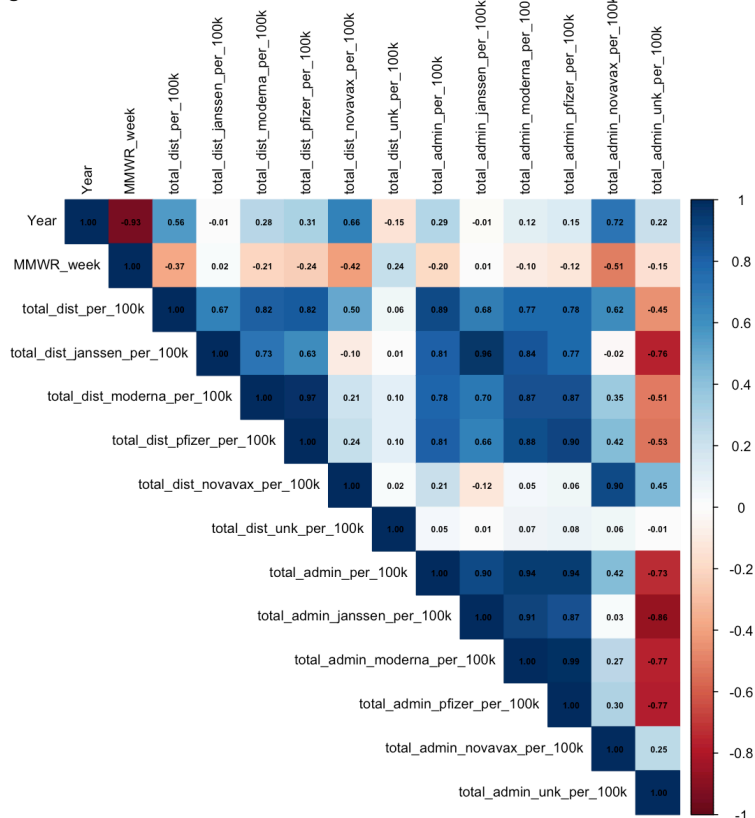 Year
MMWR_week
total_dist_per_100k
total_dist_janssen_per_100k
total_dist_moderna_per_100k
total_dist_pfizer_per_100k
total_dist_novavax_per_100k
total_dist_unk_per_100k
total_admin_per_100k
total_admin_janssen_per_100k
total_admin_moderna_per_100k
total_admin_pfizer_per_100k
total_admin_novavax_per_100k
total_admin_unk_per_100k
Year 1.00 -0.93 0.56 -0.01 0.28 0.31 0.66 -0.15 0.29 -0.01 0.12 0.15 0.72 0.22
MMWR_week 1.00 -0.37 0.02 -0.21 -0.24 -0.42 0.24 -0.20 0.01 -0.10 -0.12 -0.51 -0.15
total_dist_per_100k 1.00 0.67 0.82 0.82 0.50 0.06 0.89 0.68 0.77 0.78 0.62 -0.45
total_dist_janssen_per_100k 1.00 0.73 0.63 -0.10 0.01 0.81 0.96 0.84 0.77 -0.02 -0.76
total_dist_moderna_per_100k 1.00 0.97 0.21 0.10 0.78 0.70 0.87 0.87 0.35 -0.51
total_dist_pfizer_per_100k 1.00 0.24 0.10 0.81 0.66 0.88 0.90 0.42 -0.53
total_dist_novavax_per_100k 1.00 0.02 0.21 -0.12 0.05 0.06 0.90 0.45
total_dist_unk_per_100k 1.00 0.05 0.01 0.07 0.08 0.06 -0.01
total_admin_per_100k 1.00 0.90 0.94 0.94 0.42 -0.73
total_admin_janssen_per_100k 1.00 0.91 0.87 0.03 -0.86
total_admin_moderna_per_100k 1.00 0.99 0.27 -0.77
total_admin_pfizer_per_100k 1.00 0.30 -0.77
total_admin_novavax_per_100k 1.00 0.25
total_admin_unk_per_100k 1.00
1
0.8
0.6
0.4
0.2
0
-0.2
-0.4
-0.6
-0.8
-1